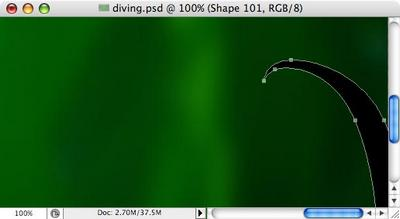 diving.psd @ 100% (Shape 101, RGB/8)
100%
Doc: 2.70M/37.5M